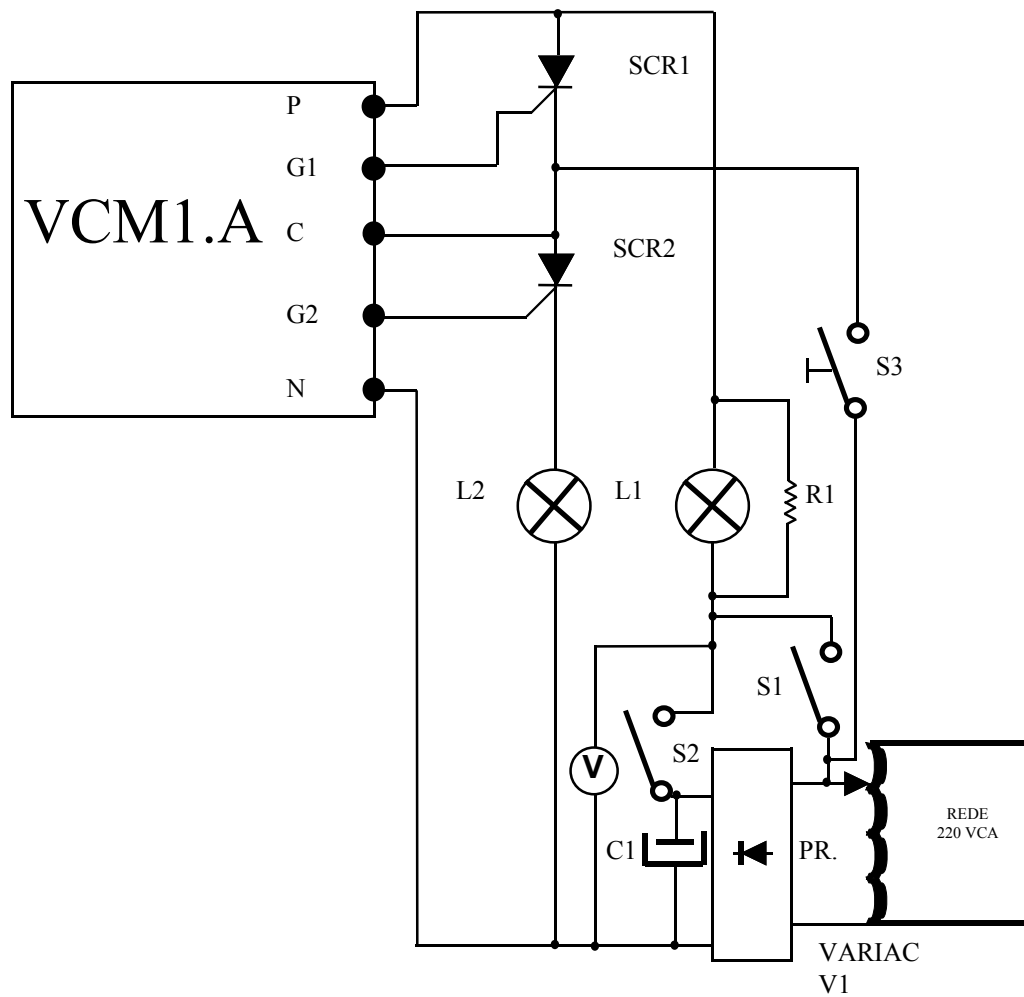 SCR1
P
G1
VCM1.A
C
SCR2
G2
S3
N
L2
L1
R1
S1
S2
V
C1
PR.
REDE
220 VCA
VARIAC
V1